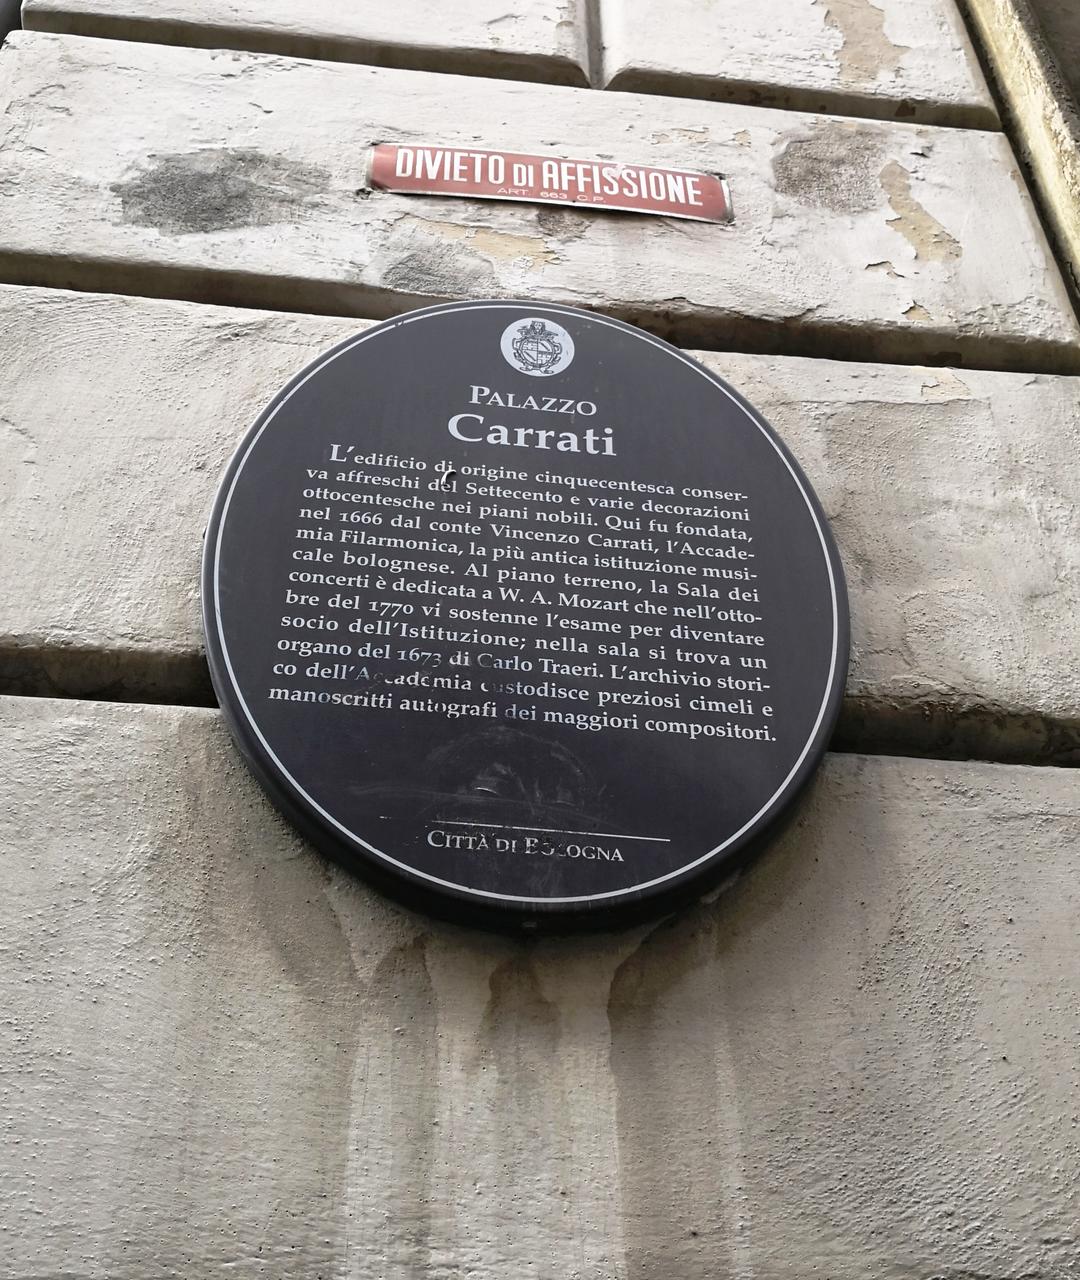 DIVIETO DI AFFISSIONE
ART. 663 C.P.
PALAZZO
Carrati
L'edificio di origine cinquecentesca conser-
va affreschi del Settecento e varie decorazioni
ottocentesche nei piani nobili. Qui fu fondata,
nel 1666 dal conte Vincenzo Carrati, l'Accade-
mia Filarmonica, la più antica istituzione musi-
cale bolognese. Al piano terreno, la Sala dei
concerti è dedicata a W. A. Mozart che nell'otto-
bre del 1770 vi sostenne l'esame per diventare
socio dell'Istituzione; nella sala si trova un
organo del 1673 di Carlo Traeri. L'archivio stori-
co dell'Accademia custodisce preziosi cimeli e
manoscritti autografi dei maggiori compositori.
CITTÀ DI BOLOGNA